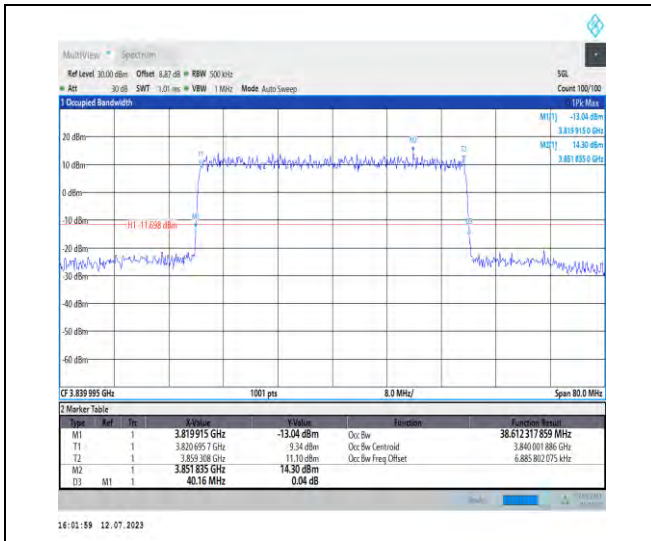 MultiView Spectrum
Ref Level 30.00 dBm Offset 8.87 dB RBW 500 kHz SGL
Att 30 dB SWT 1.01 ms VBW 1 MHz Mode Auto Sweep Count 100/100
1 Occupied Bandwidth 1Pk Max
M1[1] -13.04 dBm
3.819 915 0 GHz
M2[1] 14.30 dBm
3.851 835 0 GHz
20 dBm
10 dBm
0 dBm
-10 dBm
H1 -11.698 dBm
-20 dBm
-30 dBm
-40 dBm
-50 dBm
-60 dBm
T1
M2
T2
M1
D3
CF 3.839 995 GHz 1001 pts 8.0 MHz/ Span 80.0 MHz
2 Marker Table
Type Ref Trc X-Value Y-Value Function Function Result
M1 1 3.819915 GHz -13.04 dBm Occ Bw 38.612 317 859 MHz
T1 1 3.820 695 7 GHz 9.34 dBm Occ Bw Centroid 3.840 001 886 GHz
T2 1 3.859 308 GHz 11.10 dBm Occ Bw Freq Offset 6.885 802 075 kHz
M2 1 3.851 835 GHz 14.30 dBm
D3 M1 1 40.16 MHz 0.04 dB
16:01:59 12.07.2023